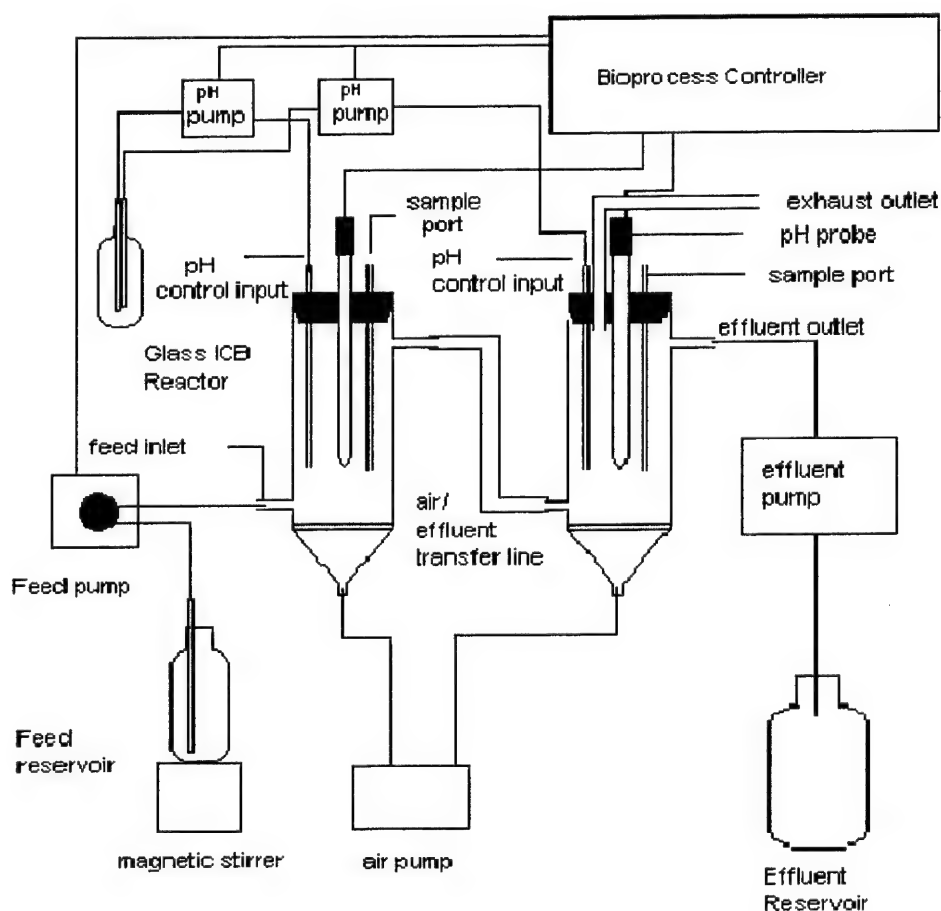 Bioprocess Controller
pH
pump
pH
pump
sample
port
exhaust outlet
pH probe
pH
control input
pH
control input
sample port
effluent outlet
Glass ICB
Reactor
feed inlet
effluent
pump
air/
effluent
transfer line
Feed pump
Feed
reservoir
magnetic stirrer
air pump
Effluent
Reservoir